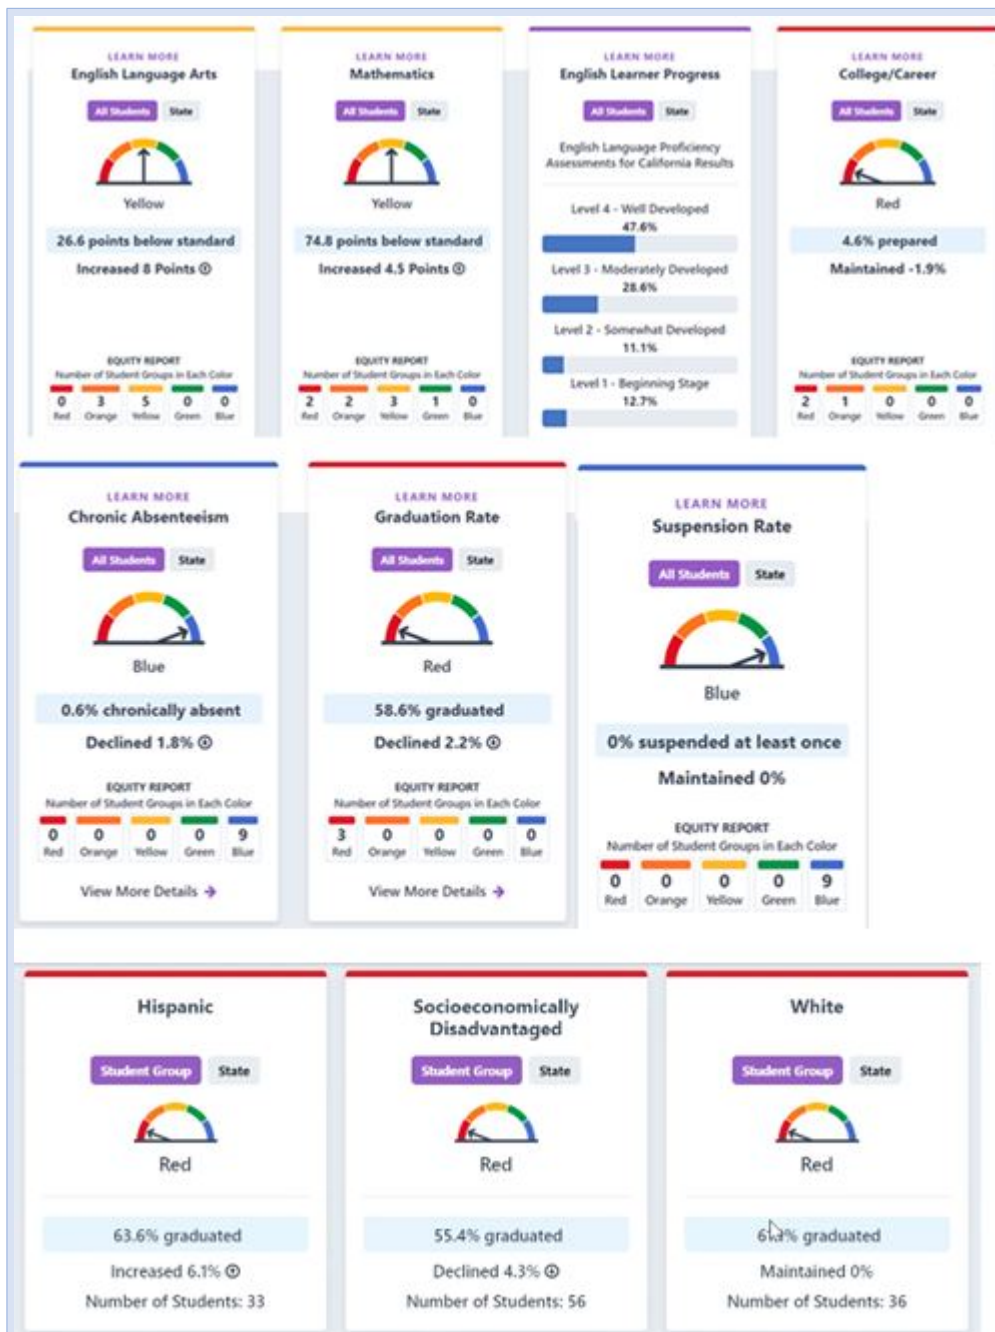 LEARN MORE
English Language Arts
All Students State
Yellow
26.6 points below standard
Increased 8 Points
EQUITY REPORT
Number of Student Groups in Each Color
0 3 5 0 0
Red Orange Yellow Green Blue
LEARN MORE
Mathematics
All Students State
Yellow
74.8 points below standard
Increased 4.5 Points
EQUITY REPORT
Number of Student Groups in Each Color
2 2 3 1 0
Red Orange Yellow Green Blue
LEARN MORE
English Learner Progress
All Students State
English Language Proficiency
Assessments for California Results
Level 4 - Well Developed
47.6%
Level 3 - Moderately Developed
28.6%
Level 2 - Somewhat Developed
11.1%
Level 1 - Beginning Stage
12.7%
LEARN MORE
College/Career
All Students State
Red
4.6% prepared
Maintained -1.9%
EQUITY REPORT
Number of Student Groups in Each Color
2 1 0 0 0
Red Orange Yellow Green Blue
LEARN MORE
Chronic Absenteeism
All Students State
Blue
0.6% chronically absent
Declined 1.8%
EQUITY REPORT
Number of Student Groups in Each Color
0 0 0 0 9
Red Orange Yellow Green Blue
View More Details →
LEARN MORE
Graduation Rate
All Students State
Red
58.6% graduated
Declined 2.2%
EQUITY REPORT
Number of Student Groups in Each Color
3 0 0 0 0
Red Orange Yellow Green Blue
View More Details →
LEARN MORE
Suspension Rate
All Students State
Blue
0% suspended at least once
Maintained 0%
EQUITY REPORT
Number of Student Groups in Each Color
0 0 0 0 9
Red Orange Yellow Green Blue
Hispanic
Student Group State
Red
63.6% graduated
Increased 6.1%
Number of Students: 33
Socioeconomically
Disadvantaged
Student Group State
Red
55.4% graduated
Declined 4.3%
Number of Students: 56
White
Student Group State
Red
graduated
Maintained 0%
Number of Students: 36